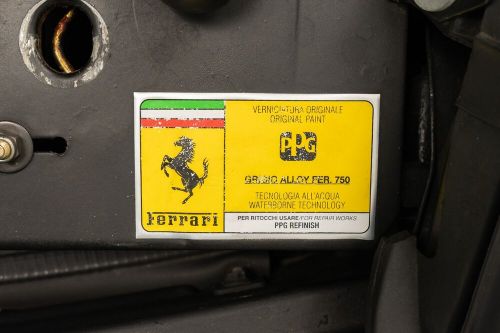 VERNICIATURA ORIGINALE
ORIGINAL PAINT
PPG
GRIGIO ALLOY FER. 750
TECNOLOGIA ALL'ACQUA
WATERBORNE TECHNOLOGY
Ferrari
PER RITOCCHI USARE/FOR REPAIR WORKS
PPG REFINISH